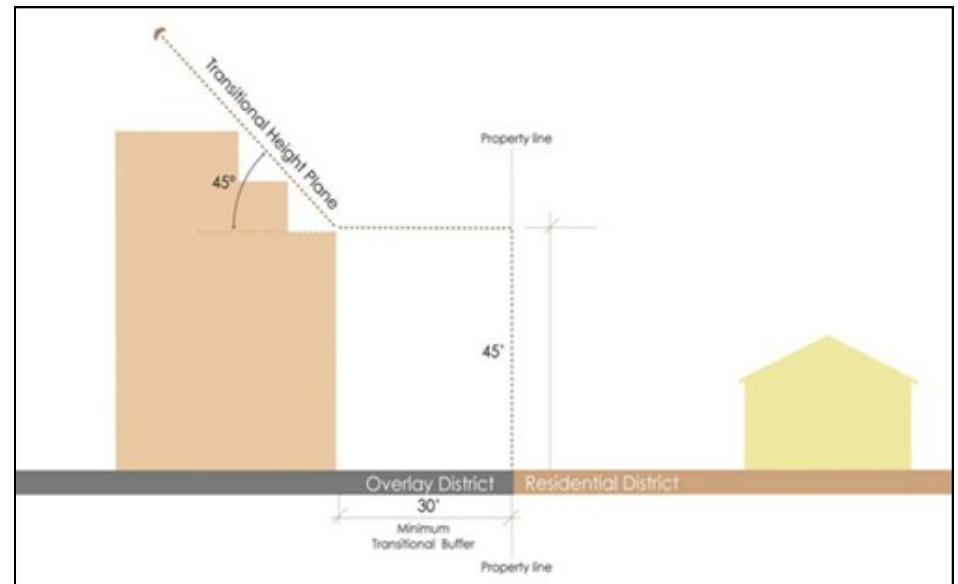 Transitional Height Plane
Property line
45°
45'
Overlay District
Residential District
30'
Minimum
Transitional Buffer
Property line